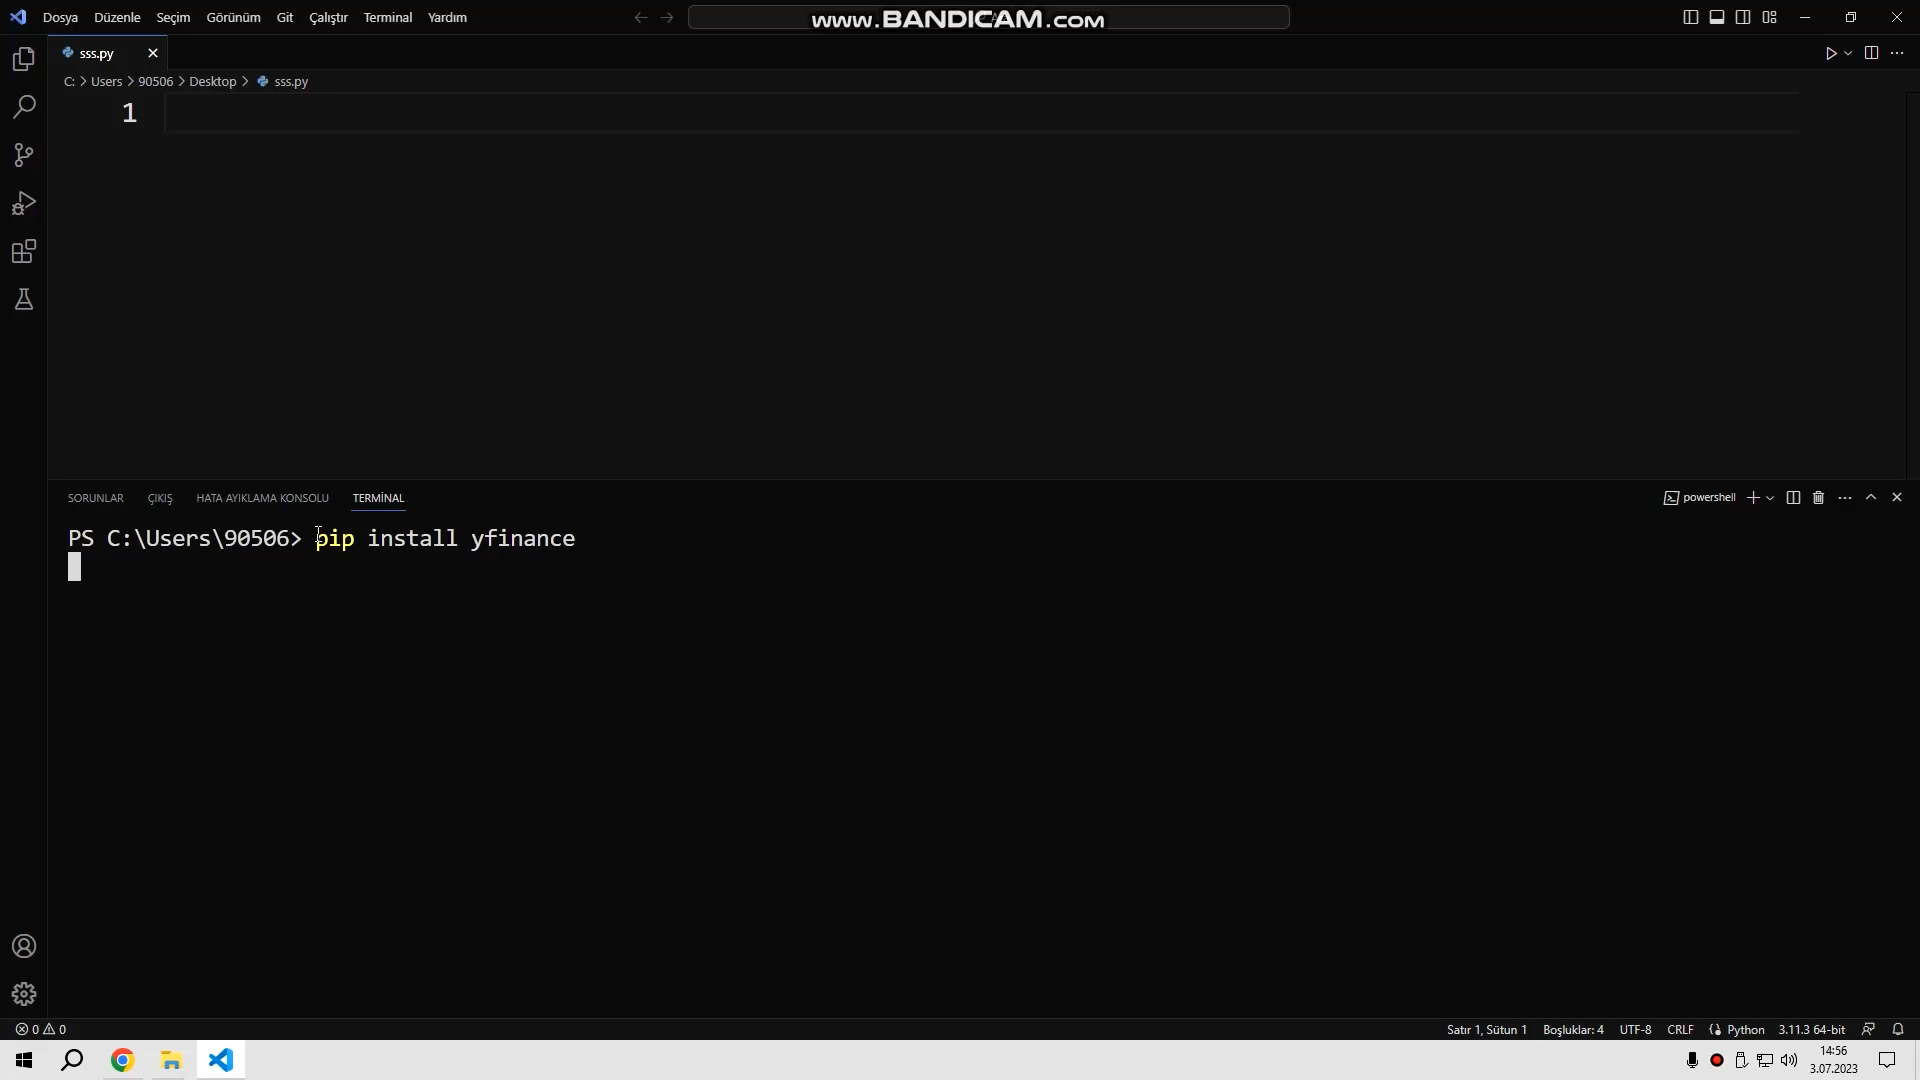 Dosya Düzenle Seçim Görünüm Git Çalıştır Terminal Yardım
www.BANDICAM.com
sss.py
C: > Users > 90506 > Desktop > sss.py
1
SORUNLAR ÇIKIŞ HATA AYIKLAMA KONSOLU TERMİNAL
powershell
PS C:\Users\90506> pip install yfinance
0 0
Satır 1, Sütun 1 Boşluklar: 4 UTF-8 CRLF Python 3.11.3 64-bit
14:56
3.07.2023